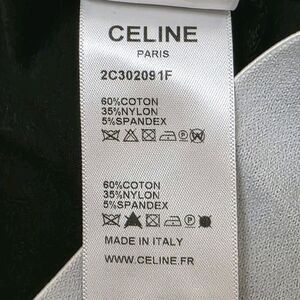 CELINE
PARIS
2C302091F
60%COTON
35%NYLON
5%SPANDEX
60%COTON
35%NYLON
5%SPANDEX
MADE IN ITALY
WWW.CELINE.FR